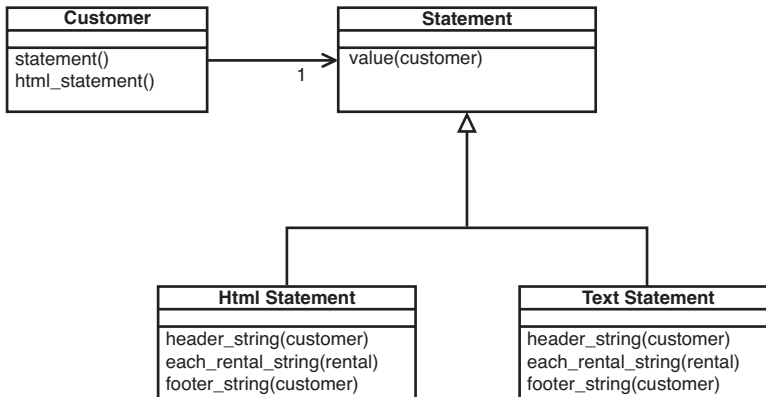 Customer
statement()
html_statement()
1
Statement
value(customer)
Html Statement
header_string(customer)
each_rental_string(rental)
footer_string(customer)
Text Statement
header_string(customer)
each_rental_string(rental)
footer_string(customer)